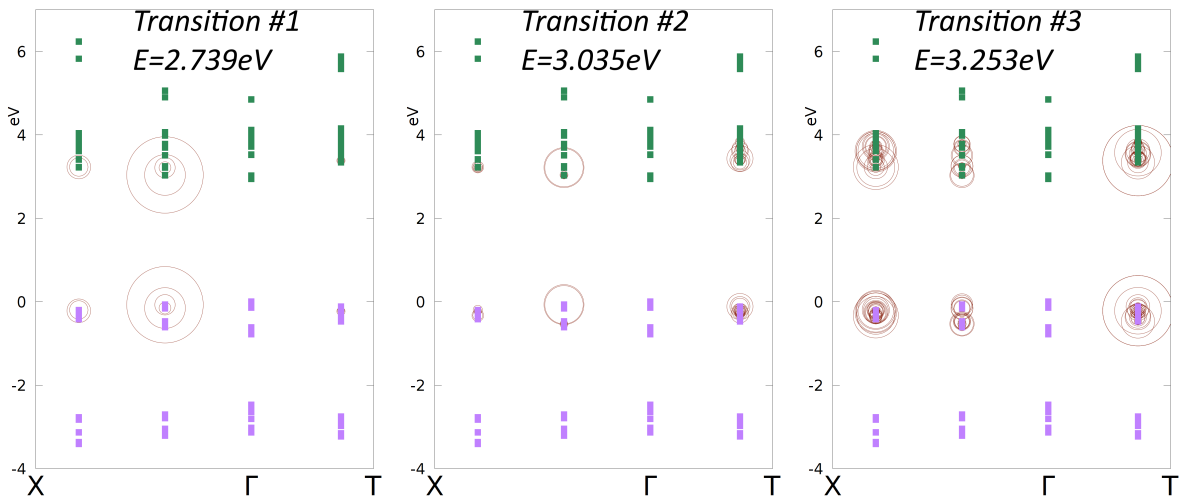 Transition #1
E=2.739eV
eV
6
4
2
0
-2
-4
X
Γ
T
Transition #2
E=3.035eV
eV
6
4
2
0
-2
-4
X
Γ
T
Transition #3
E=3.253eV
eV
6
4
2
0
-2
-4
X
Γ
T